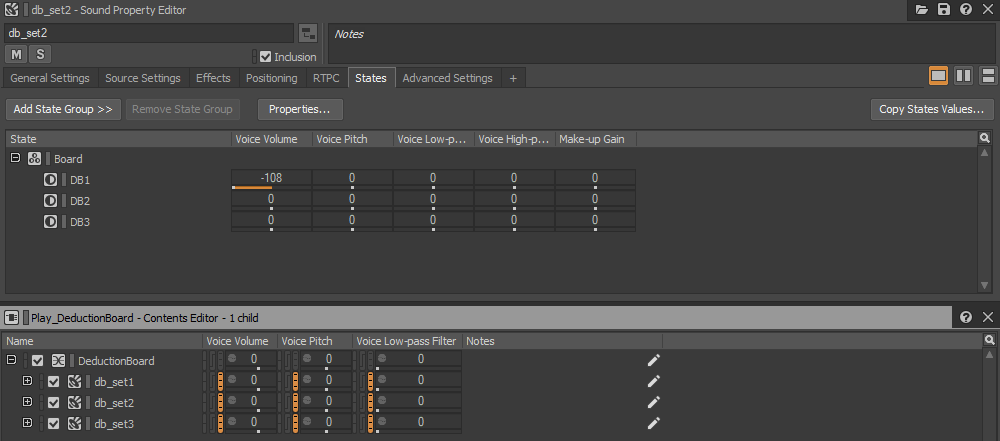 db_set2 - Sound Property Editor
db_set2
Notes
M S
Inclusion
General Settings Source Settings Effects Positioning RTPC States Advanced Settings +
Add State Group >> Remove State Group Properties... Copy States Values...
State Voice Volume Voice Pitch Voice Low-p... Voice High-p... Make-up Gain
Board
DB1 -108 0 0 0 0
DB2 0 0 0 0 0
DB3 0 0 0 0 0
Play_DeductionBoard - Contents Editor - 1 child
Name Voice Volume Voice Pitch Voice Low-pass Filter Notes
DeductionBoard 0 0 0
db_set1 0 0 0
db_set2 0 0 0
db_set3 0 0 0